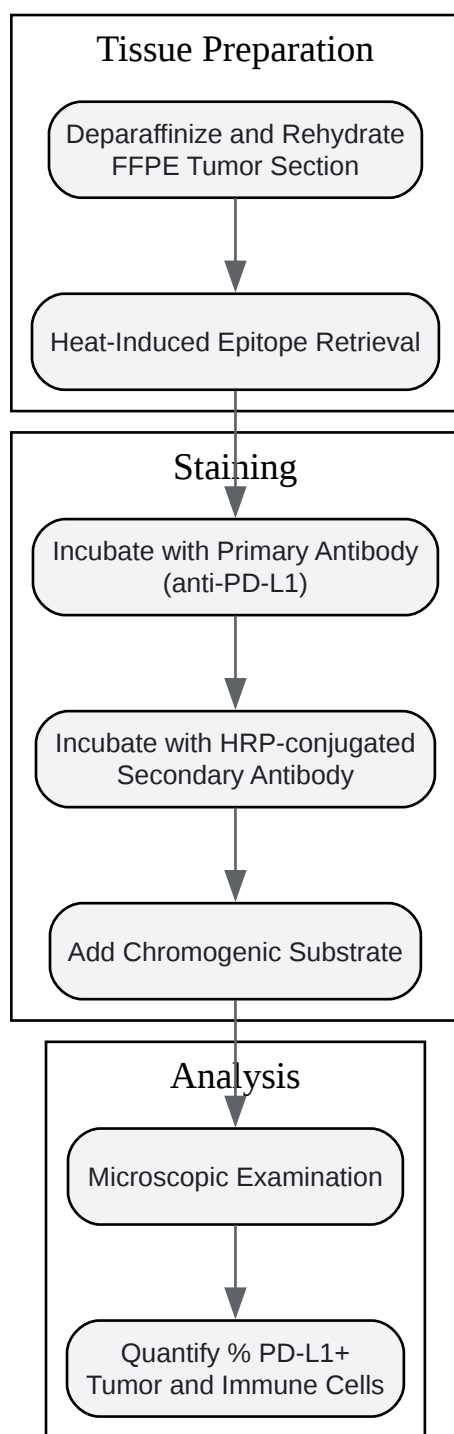 Tissue Preparation
Deparaffinize and Rehydrate
FFPE Tumor Section
Heat-Induced Epitope Retrieval
Staining
Incubate with Primary Antibody
(anti-PD-L1)
Incubate with HRP-conjugated
Secondary Antibody
Add Chromogenic Substrate
Analysis
Microscopic Examination
Quantify % PD-L1+
Tumor and Immune Cells